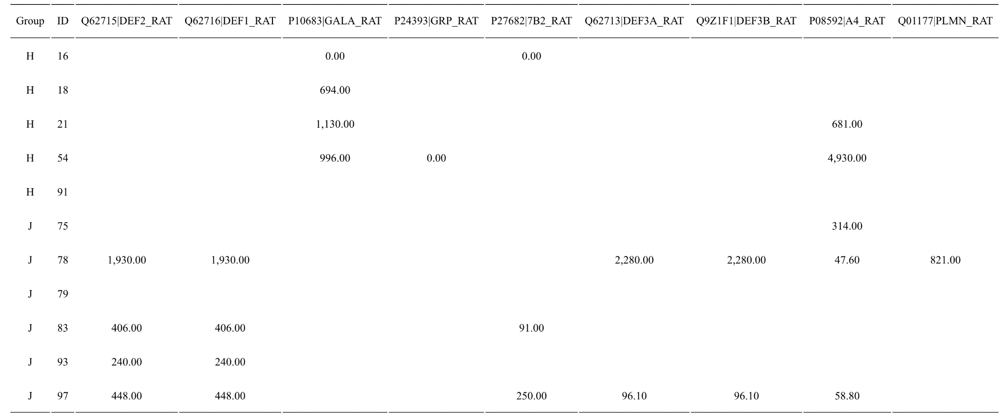 Group ID Q62715|DEF2_RAT Q62716|DEF1_RAT P10683|GALA_RAT P24393|GRP_RAT P27682|7B2_RAT Q62713|DEF3A_RAT Q9Z1F1|DEF3B_RAT P08592|A4_RAT Q01177|PLMN_RAT
H 16 0.00 0.00
H 18 694.00
H 21 1,130.00 681.00
H 54 996.00 0.00 4,930.00
H 91
J 75 314.00
J 78 1,930.00 1,930.00 2,280.00 2,280.00 47.60 821.00
J 79
J 83 406.00 406.00 91.00
J 93 240.00 240.00
J 97 448.00 448.00 250.00 96.10 96.10 58.80